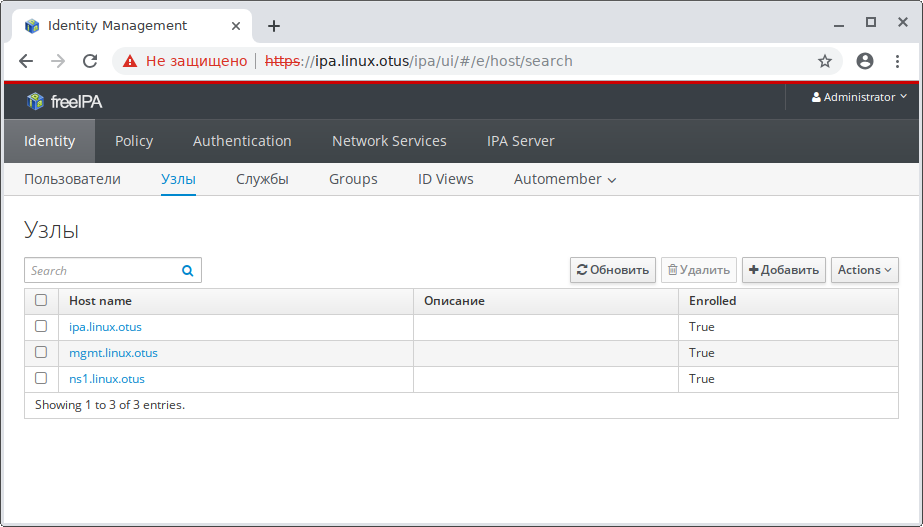 Identity Management
Не защищено https://ipa.linux.otus/ipa/ui/#/e/host/search
freeIPA Administrator
Identity Policy Authentication Network Services IPA Server
Пользователи Узлы Службы Groups ID Views Automember
Узлы
Search Обновить Удалить Добавить Actions
Host name Описание Enrolled
ipa.linux.otus True
mgmt.linux.otus True
ns1.linux.otus True
Showing 1 to 3 of 3 entries.